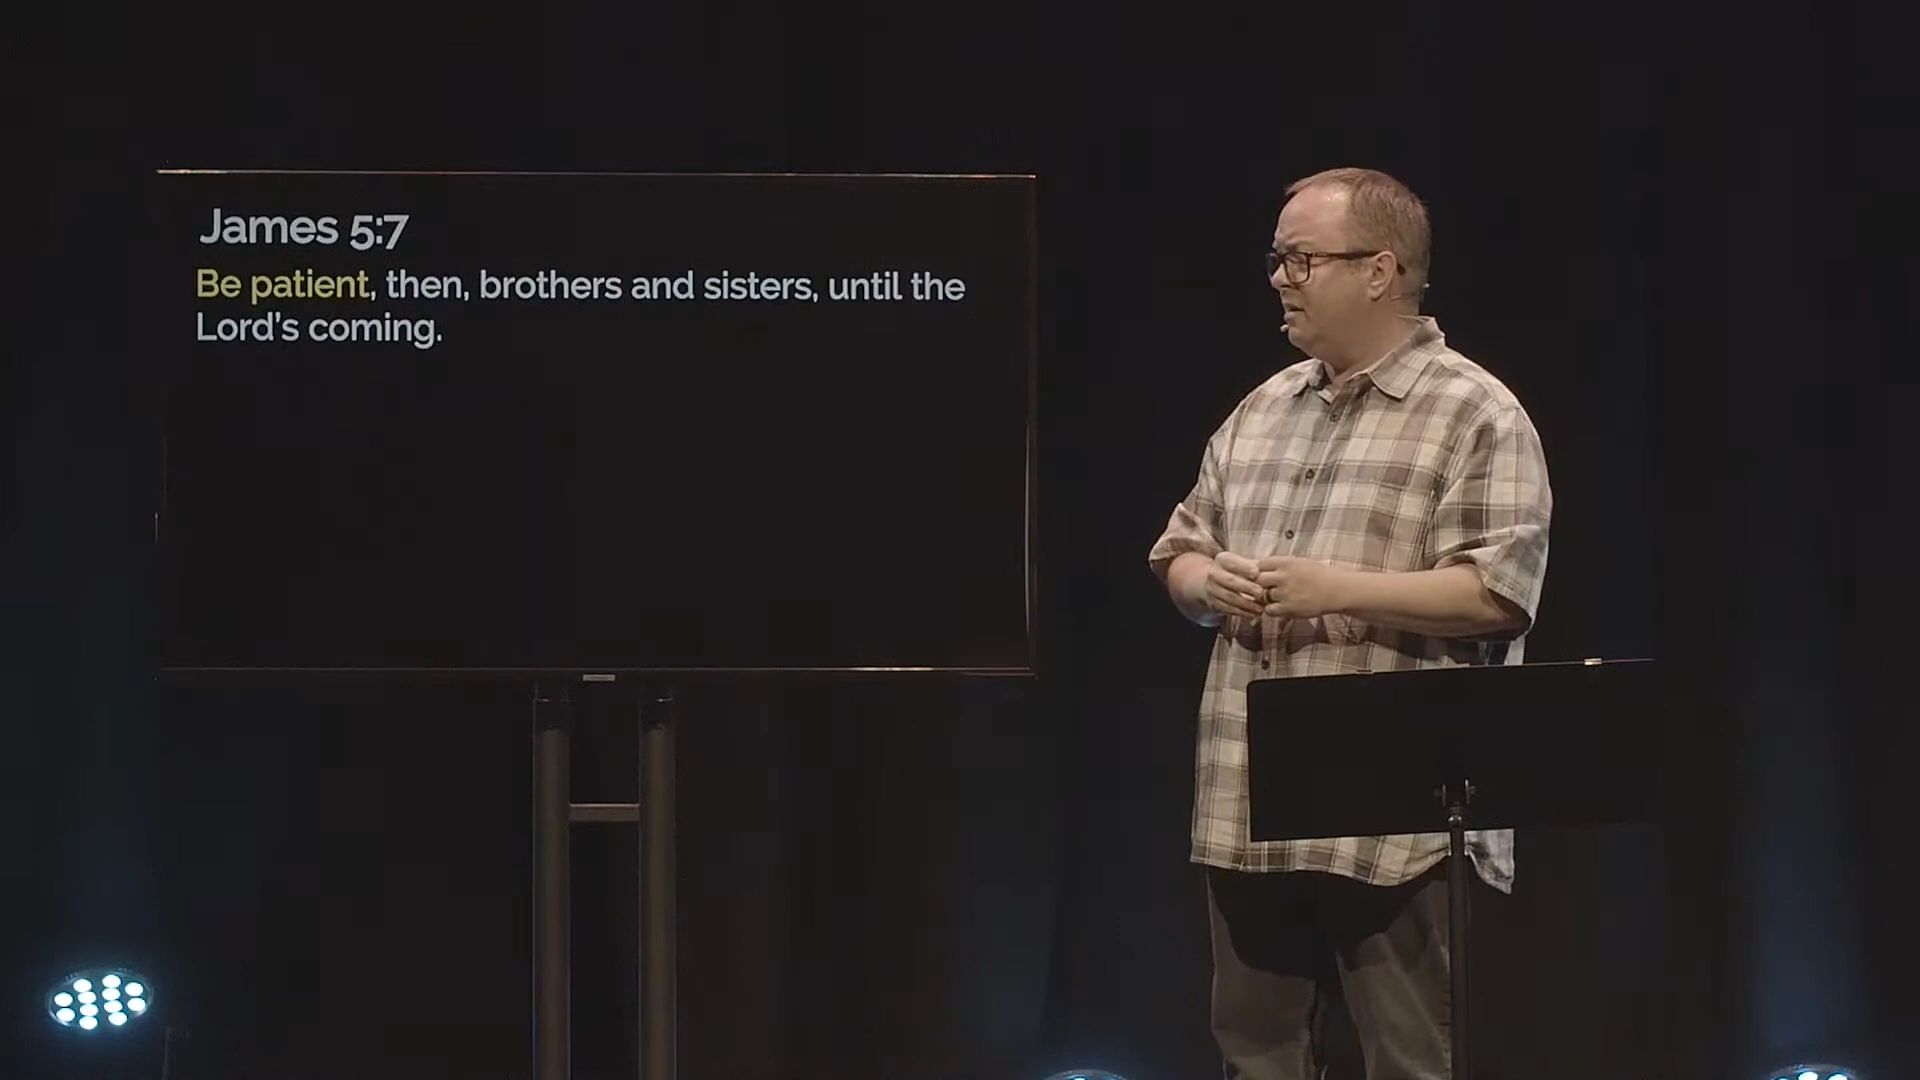 James 5:7
Be patient, then, brothers and sisters, until the
Lord's coming.